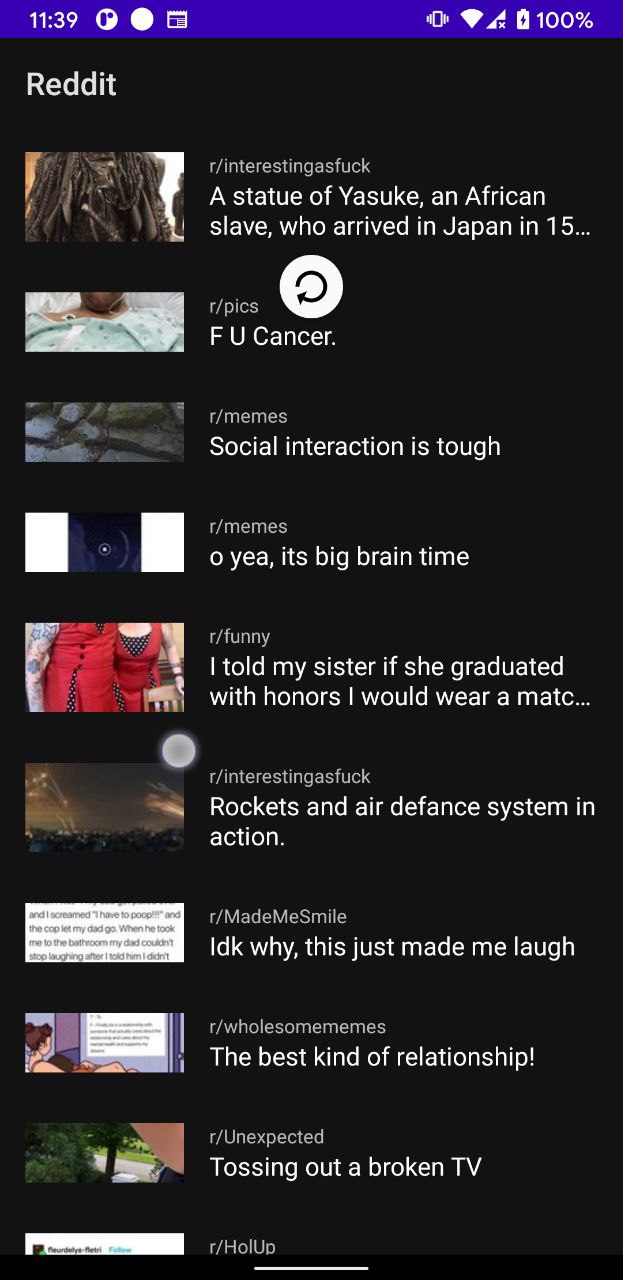 11:39
100%
Reddit
r/interestingasfuck
A statue of Yasuke, an African
slave, who arrived in Japan in 15…
r/pics
F U Cancer.
r/memes
Social interaction is tough
r/memes
o yea, its big brain time
r/funny
I told my sister if she graduated
with honors I would wear a matc…
r/interestingasfuck
Rockets and air defance system in
action.
and I screamed "I have to poop!!!" and
the cop let my dad go. When he took
me to the bathroom my dad couldn't
stop laughing after I told him I didn't
r/MadeMeSmile
Idk why, this just made me laugh
r/wholesomememes
The best kind of relationship!
r/Unexpected
Tossing out a broken TV
fleurdelys-fletri Follow
r/HolUp